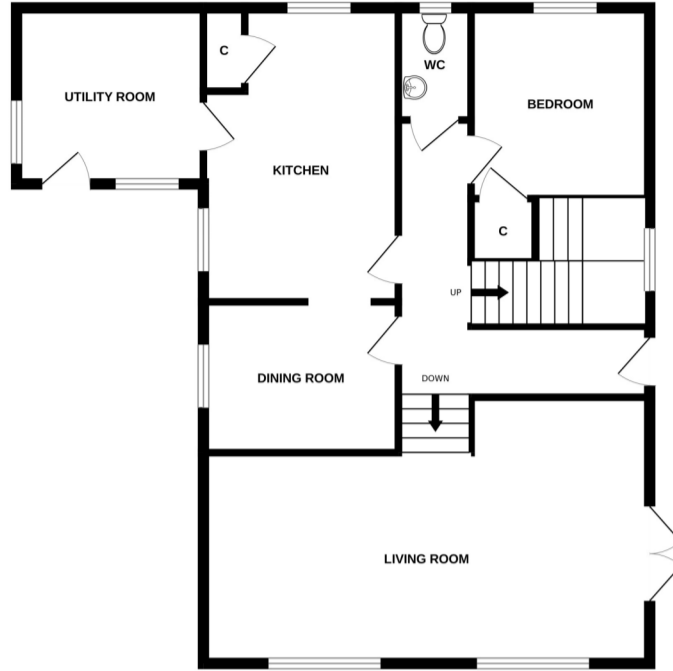 C
WC
UTILITY ROOM
BEDROOM
KITCHEN
C
UP
DINING ROOM
DOWN
LIVING ROOM